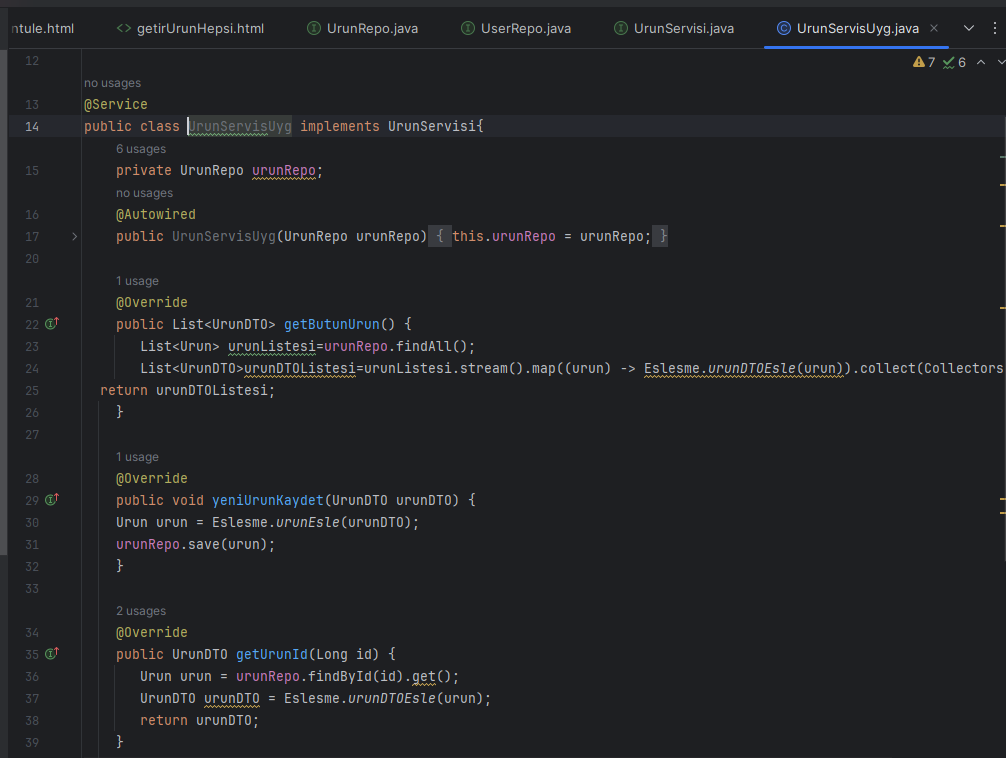 ntule.html <> getirUrunHepsi.html UrunRepo.java UserRepo.java UrunServisi.java UrunServisUyg.java
12 7 6
no usages
13 @Service
14 public class UrunServisUyg implements UrunServisi{
6 usages
15 private UrunRepo urunRepo;
no usages
16 @Autowired
17 public UrunServisUyg(UrunRepo urunRepo) { this.urunRepo = urunRepo; }
20
1 usage
21 @Override
22 public List<UrunDTO> getButunUrun() {
23 List<Urun> urunListesi=urunRepo.findAll();
24 List<UrunDTO>urunDTOListesi=urunListesi.stream().map((urun) -> Eslesme.urunDTOEsle(urun)).collect(Collectors
25 return urunDTOListesi;
26 }
27
1 usage
28 @Override
29 public void yeniUrunKaydet(UrunDTO urunDTO) {
30 Urun urun = Eslesme.urunEsle(urunDTO);
31 urunRepo.save(urun);
32 }
33
2 usages
34 @Override
35 public UrunDTO getUrunId(Long id) {
36 Urun urun = urunRepo.findById(id).get();
37 UrunDTO urunDTO = Eslesme.urunDTOEsle(urun);
38 return urunDTO;
39 }